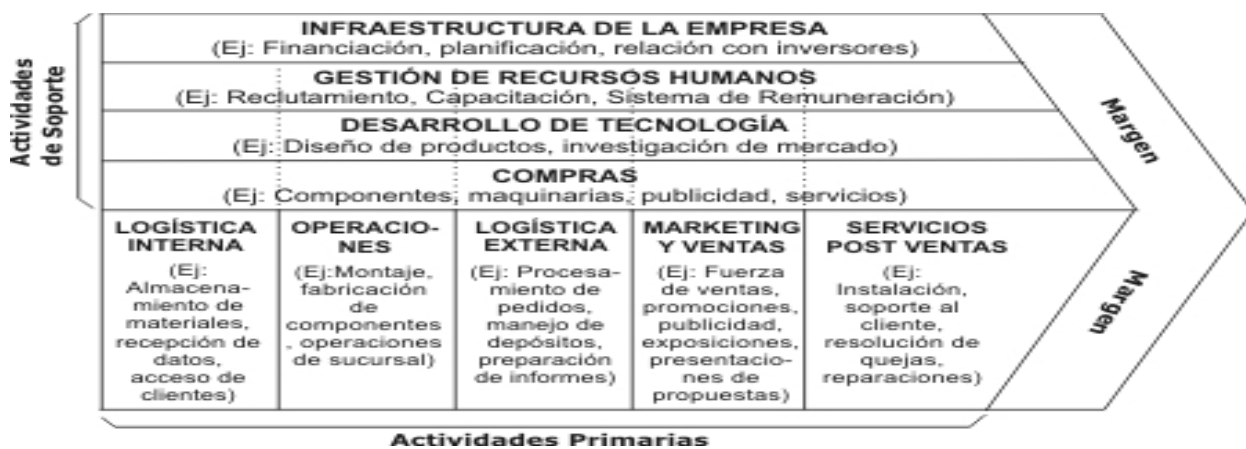 Actividades
de Soporte
INFRAESTRUCTURA DE LA EMPRESA
(Ej: Financiación, planificación, relación con inversores)
GESTIÓN DE RECURSOS HUMANOS
(Ej: Reclutamiento, Capacitación, Sistema de Remuneración)
DESARROLLO DE TECNOLOGÍA
(Ej: Diseño de productos, investigación de mercado)
COMPRAS
(Ej: Componentes, maquinarias, publicidad, servicios)
LOGÍSTICA
INTERNA
(Ej:
Almacena-
miento de
materiales,
recepción de
datos,
acceso de
clientes)
OPERACIO-
NES
(Ej:Montaje,
fabricación
de
componentes
, operaciones
de sucursal)
LOGÍSTICA
EXTERNA
(Ej: Procesa-
miento de
pedidos,
manejo de
depósitos,
preparación
de informes)
MARKETING
Y VENTAS
(Ej: Fuerza
de ventas,
promociones,
publicidad,
exposiciones,
presentacio-
nes de
propuestas)
SERVICIOS
POST VENTAS
(Ej:
Instalación,
soporte al
cliente,
resolución de
quejas,
reparaciones)
Margen
Margen
Actividades Primarias